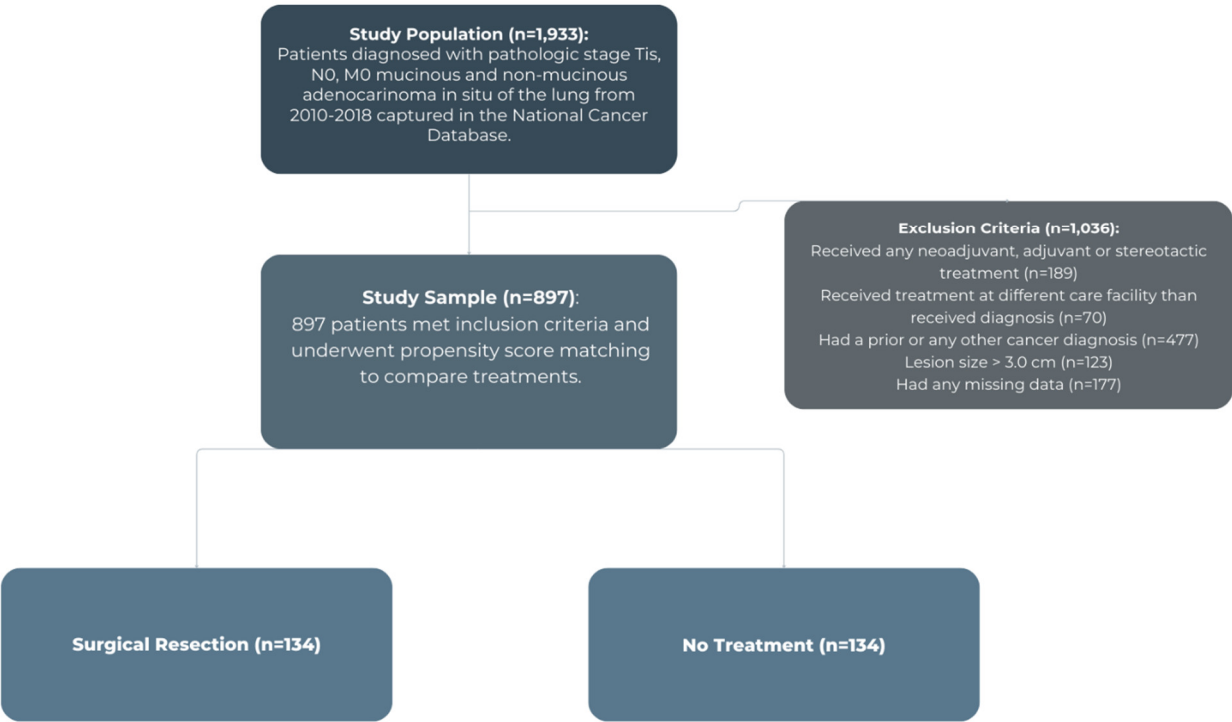 Study Population (n=1,933):
Patients diagnosed with pathologic stage Tis,
N0, M0 mucinous and non-mucinous
adenocarinoma in situ of the lung from
2010-2018 captured in the National Cancer
Database.
Exclusion Criteria (n=1,036):
Received any neoadjuvant, adjuvant or stereotactic
treatment (n=189)
Received treatment at different care facility than
received diagnosis (n=70)
Had a prior or any other cancer diagnosis (n=477)
Lesion size > 3.0 cm (n=123)
Had any missing data (n=177)
Study Sample (n=897):
897 patients met inclusion criteria and
underwent propensity score matching
to compare treatments.
Surgical Resection (n=134)
No Treatment (n=134)